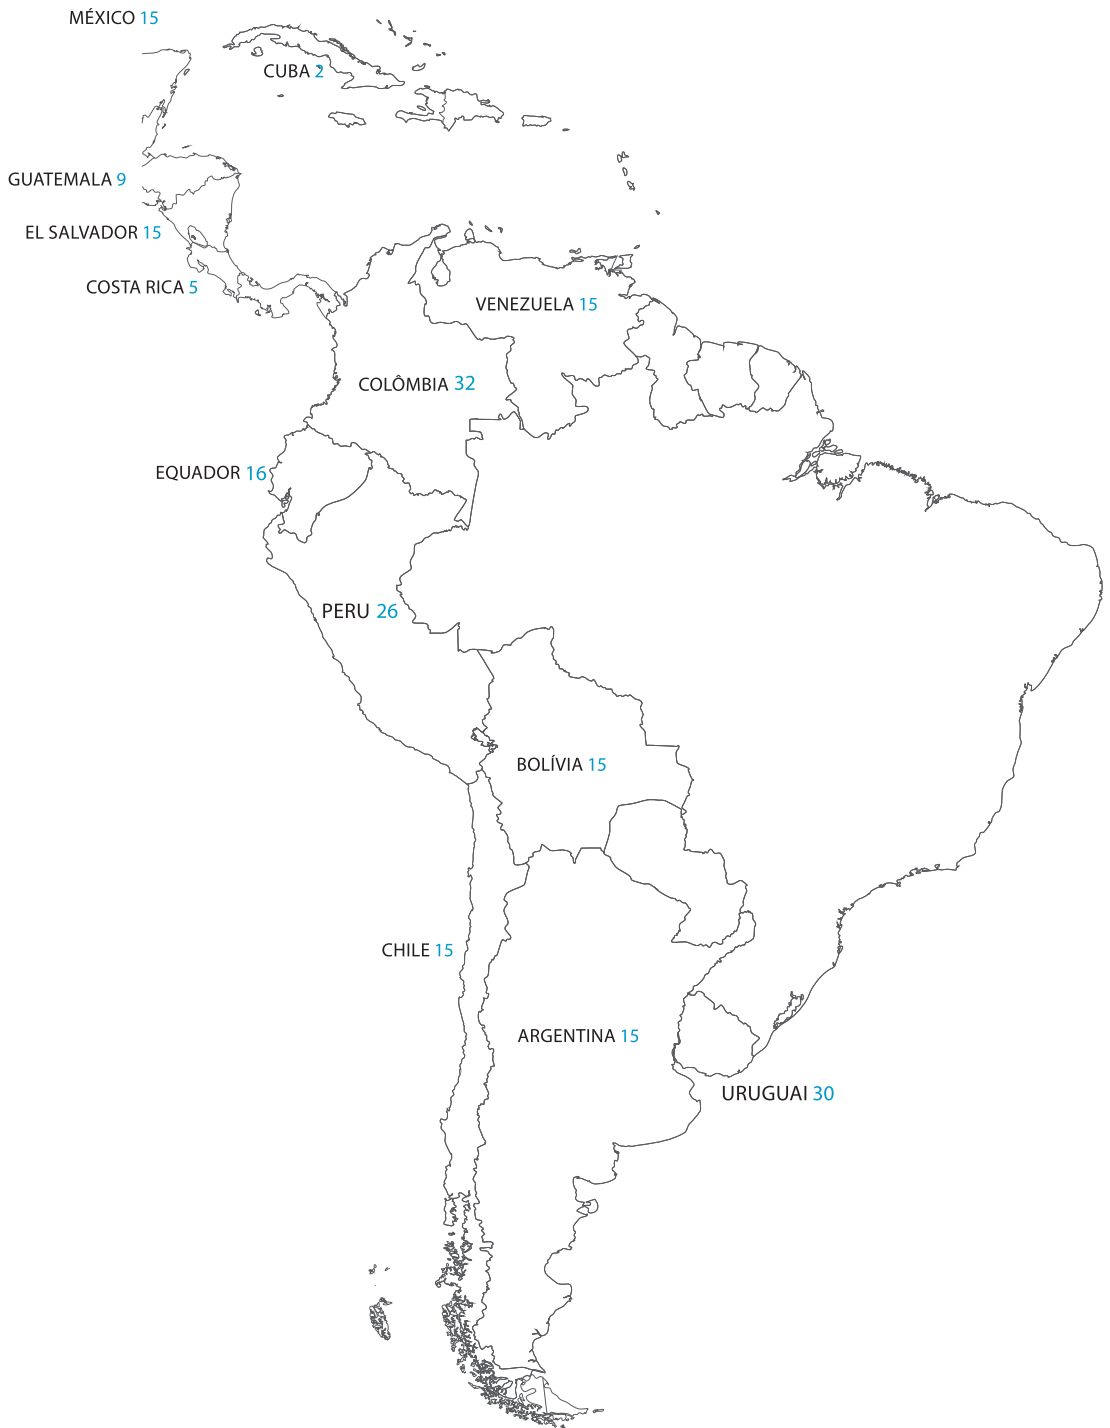 MÉXICO 15
CUBA 2
GUATEMALA 9
EL SALVADOR 15
COSTA RICA 5
VENEZUELA 15
COLÔMBIA 32
EQUADOR 16
PERU 26
BOLÍVIA 15
CHILE 15
ARGENTINA 15
URUGUAI 30